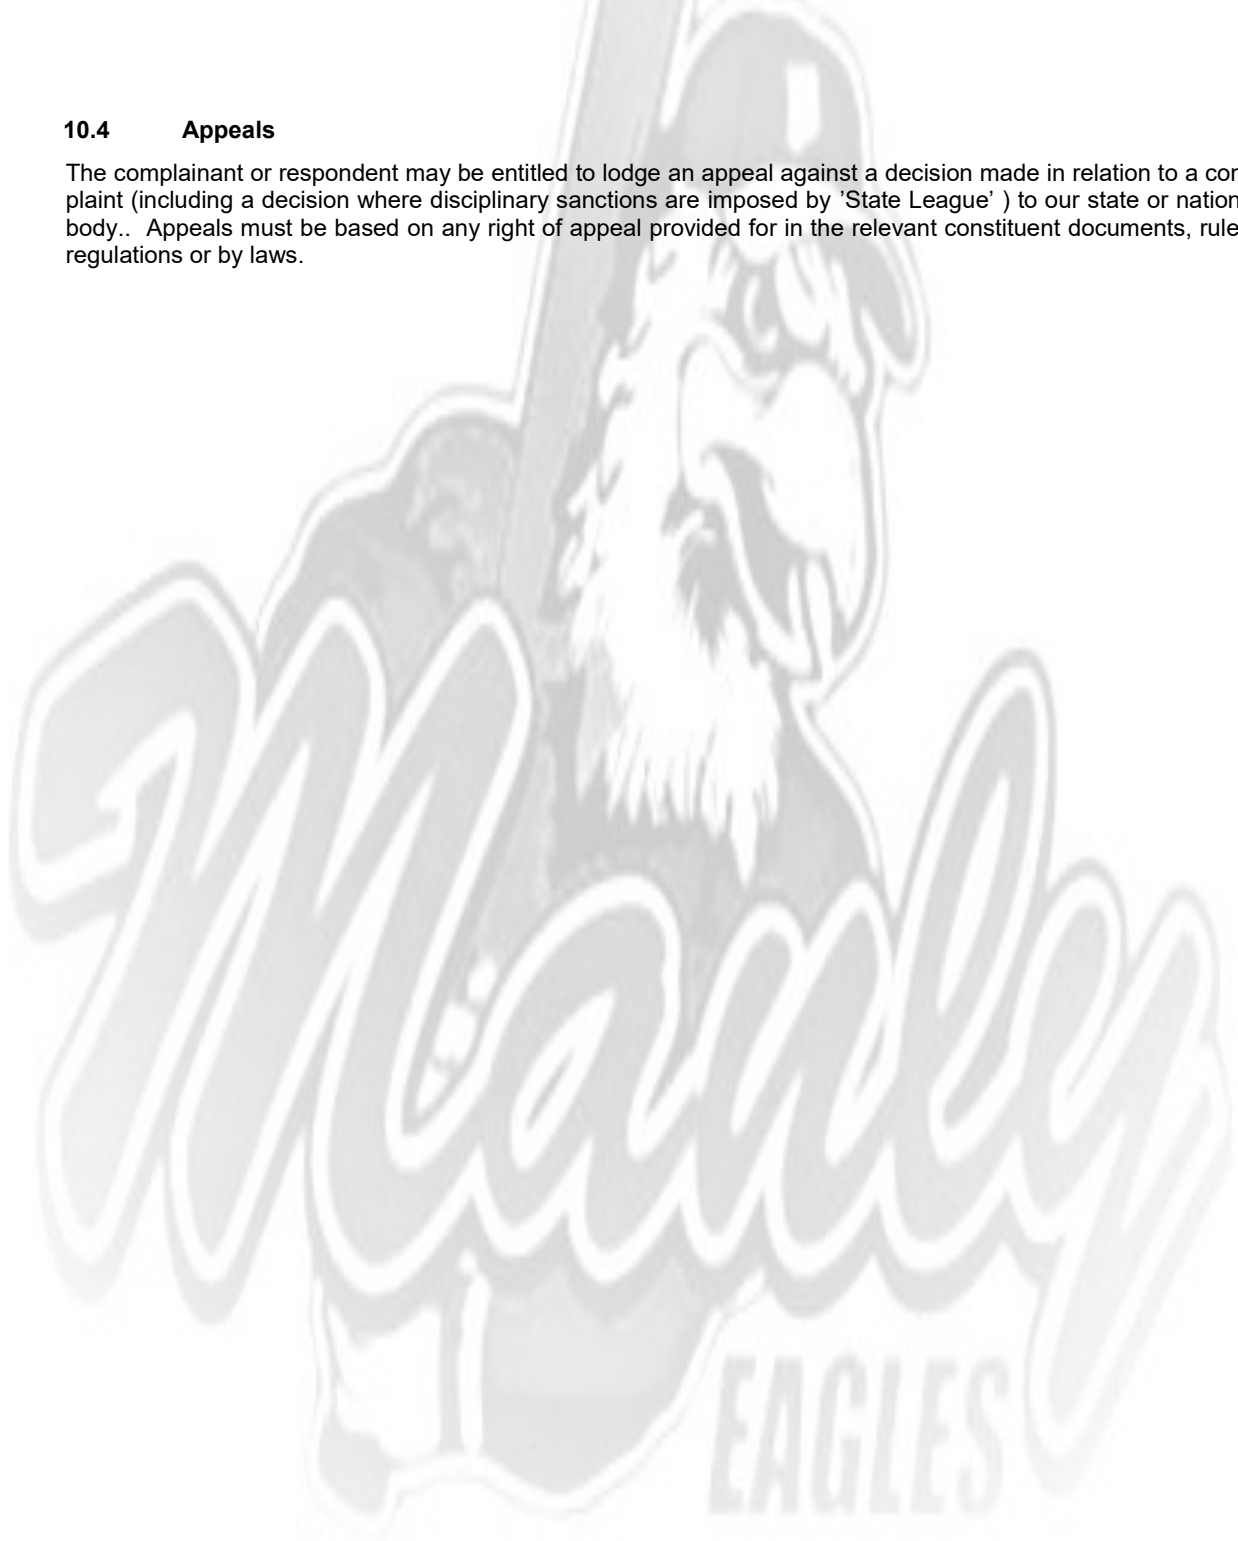 10.4 Appeals
The complainant or respondent may be entitled to lodge an appeal against a decision made in relation to a
plaint (including a decision where disciplinary sanctions are imposed by ’State League’ ) to our state or
body.. Appeals must be based on any right of appeal provided for in the relevant constituent documents,
regulations or by laws.
Manly
EAGLES